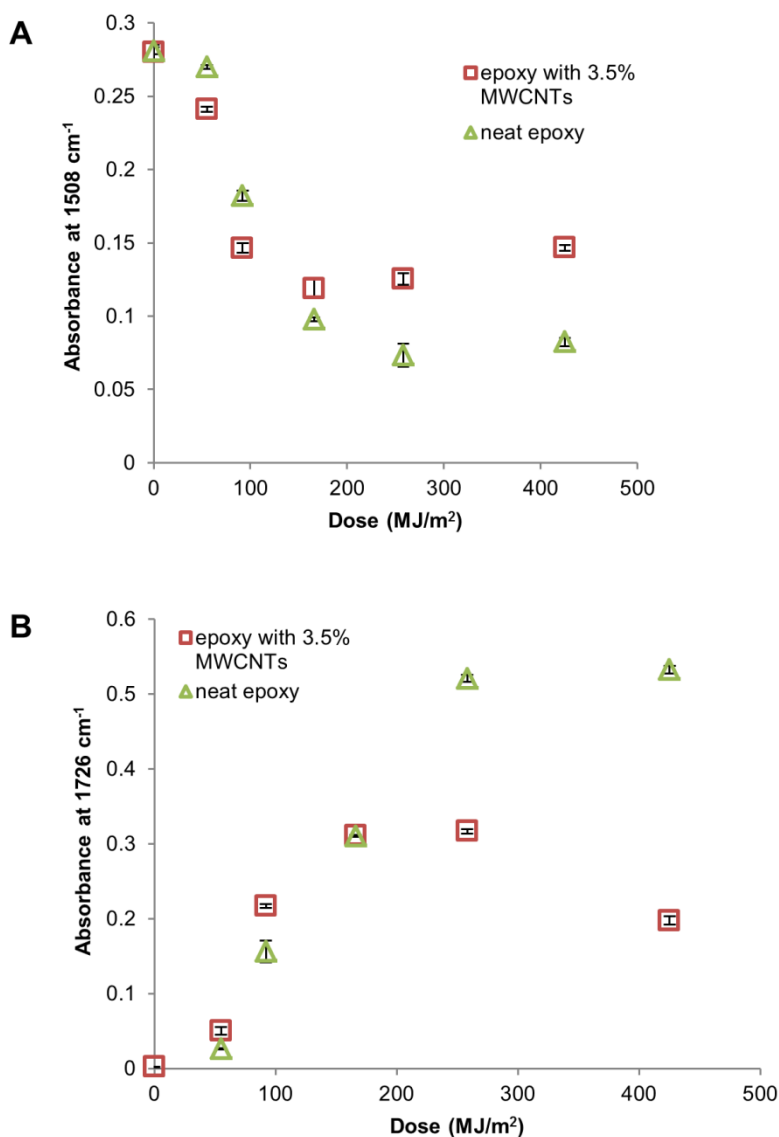 A
0.3
0.25
0.2
0.15
0.1
0.05
0
Absorbance at 1508 cm⁻¹
epoxy with 3.5%
MWCNTs
neat epoxy
0 100 200 300 400 500
Dose (MJ/m²)
B
0.6
0.5
0.4
0.3
0.2
0.1
0
Absorbance at 1726 cm⁻¹
epoxy with 3.5%
MWCNTs
neat epoxy
0 100 200 300 400 500
Dose (MJ/m²)